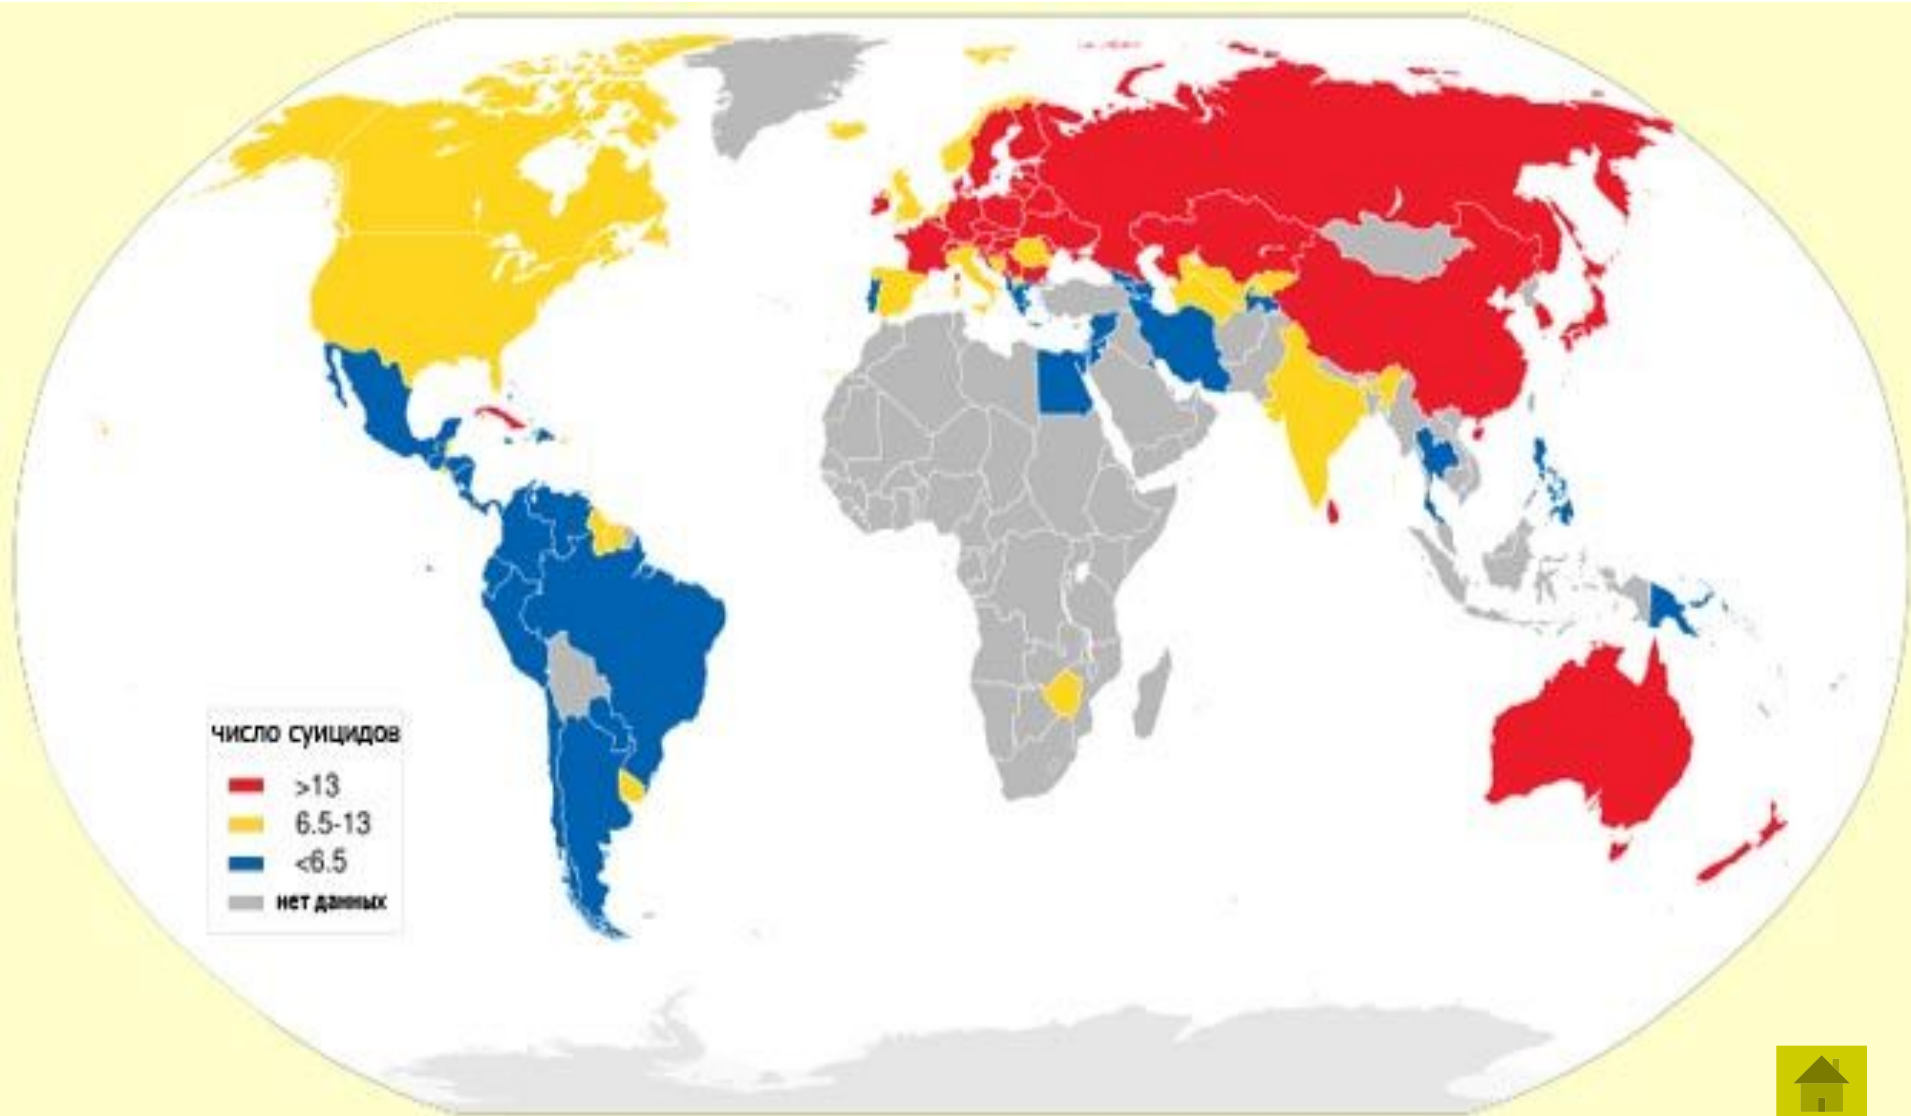 число суицидов
>13
6.5-13
<6.5
нет данных